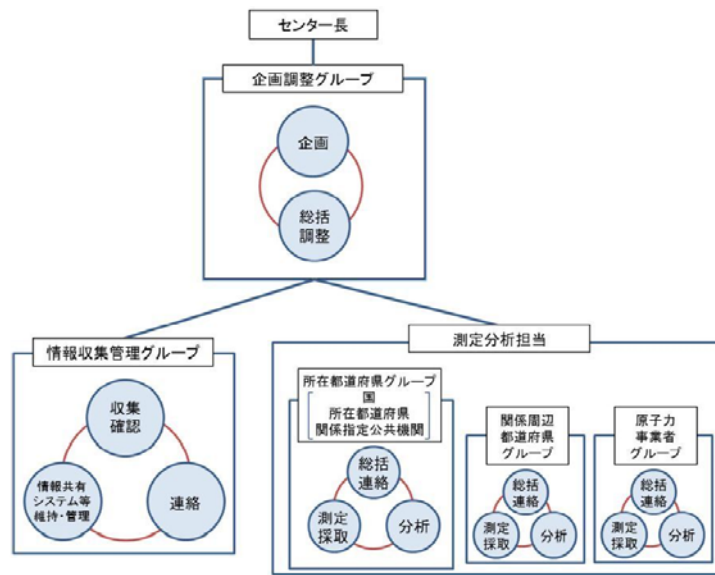 センター長
企画調整グループ
企画
総括
調整
情報収集管理グループ
収集
確認
情報共有
システム等
維持・管理
連絡
測定分析担当
所在都道府県グループ
国
所在都道府県
関係指定公共機関
総括
連絡
測定
採取
分析
関係周辺
都道府県
グループ
総括
連絡
測定
採取
分析
原子力
事業者
グループ
総括
連絡
測定
採取
分析